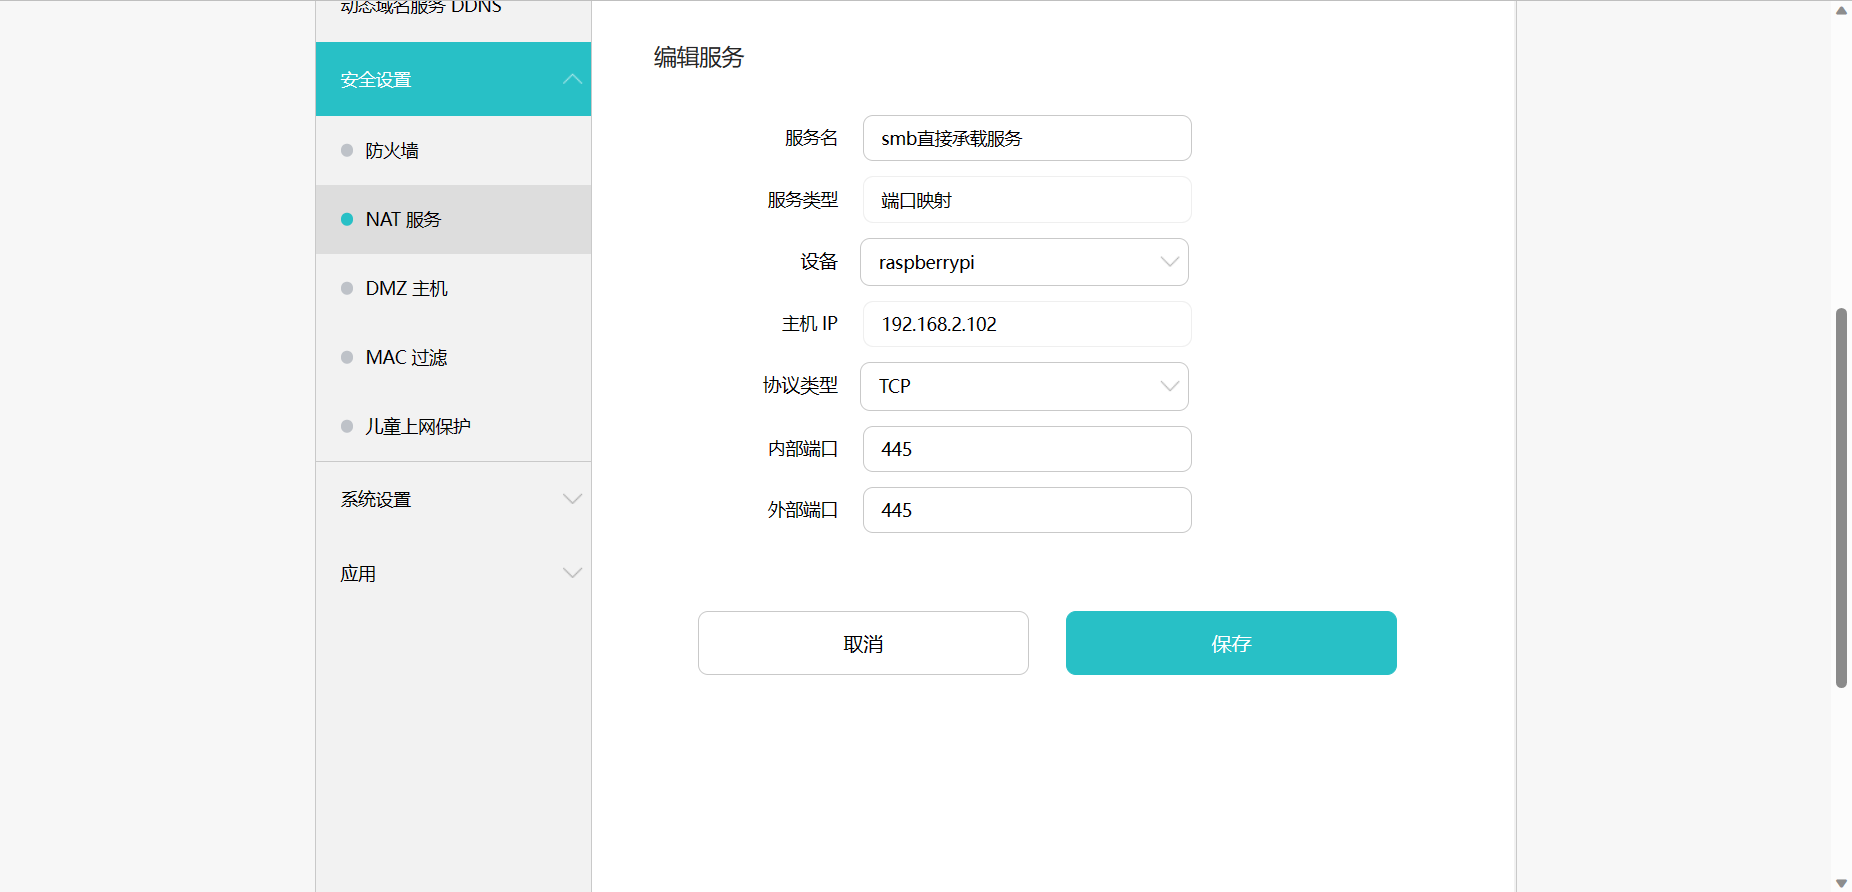 动态域名服务 DDNS
安全设置
防火墙
NAT 服务
DMZ 主机
MAC 过滤
儿童上网保护
系统设置
应用
编辑服务
服务名 smb直接承载服务
服务类型 端口映射
设备 raspberrypi
主机 IP 192.168.2.102
协议类型 TCP
内部端口 445
外部端口 445
取消 保存